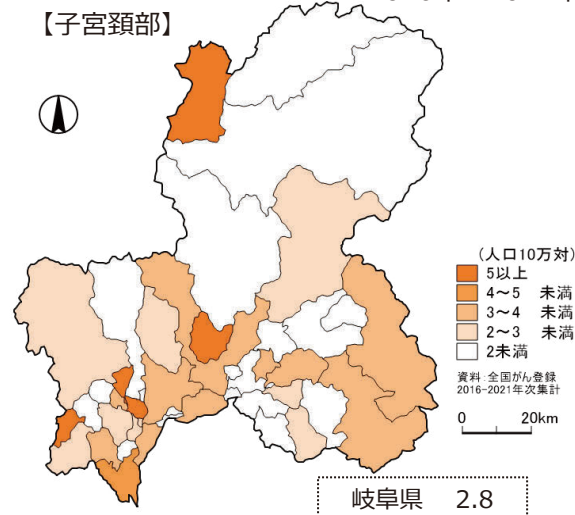 【子宮頚部】
(人口10万対)
5以上
4～5 未満
3～4 未満
2～3 未満
2未満
資料:全国がん登録
2016-2021年次集計
0 20km
岐阜県 2.8